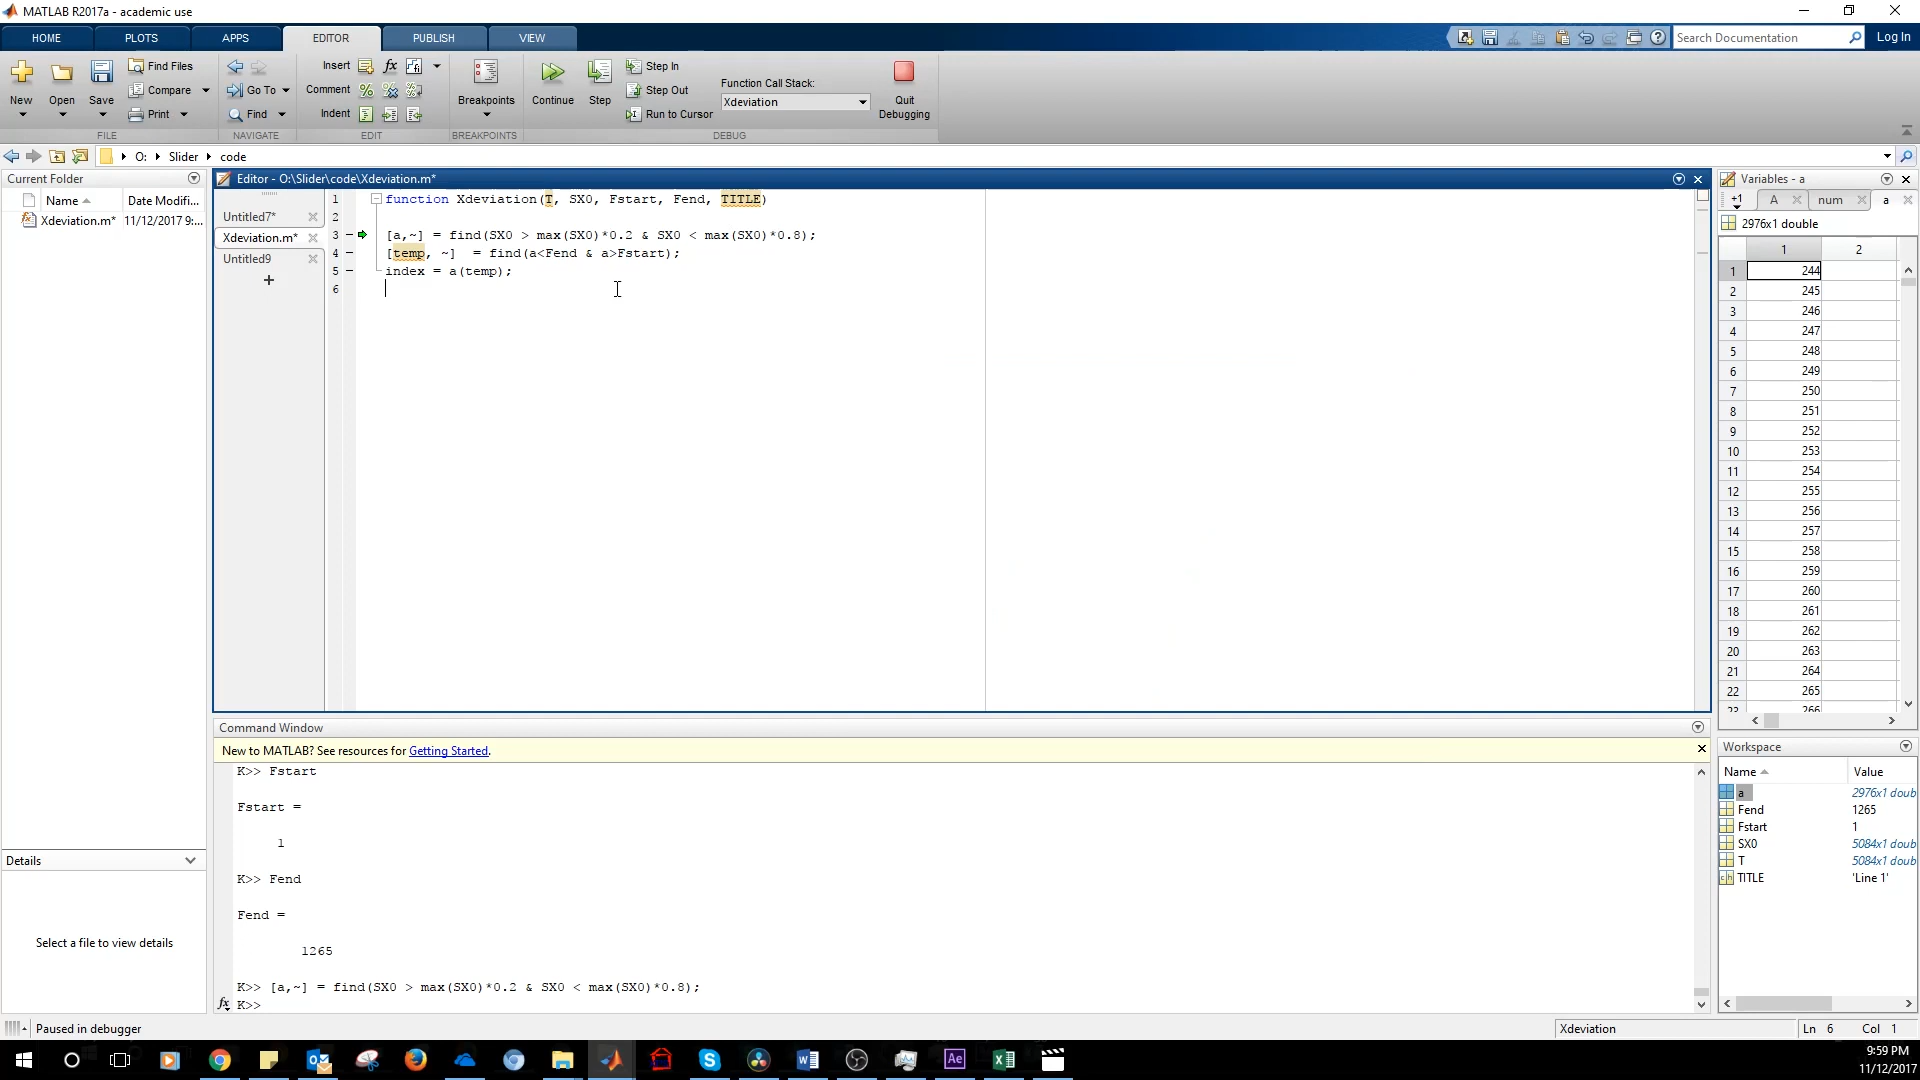 MATLAB R2017a - academic use
HOME PLOTS APPS EDITOR PUBLISH VIEW
Search Documentation Log In
New Open Save Find Files Compare Print
Go To Find
Insert fx
Comment
Indent
Breakpoints
Continue Step Step In Step Out Run to Cursor
Function Call Stack:
Xdeviation
Quit Debugging
FILE NAVIGATE EDIT BREAKPOINTS DEBUG
O: Slider code
Current Folder
Name Date Modifi...
Xdeviation.m* 11/12/2017 9:...
Editor - O:\Slider\code\Xdeviation.m*
Untitled7*
Xdeviation.m*
Untitled9
+
1 function Xdeviation(T, SX0, Fstart, Fend, TITLE)
2
3 - [a,~] = find(SX0 > max(SX0)*0.2 & SX0 < max(SX0)*0.8);
4 - [temp, ~]  = find(a<Fend & a>Fstart);
5 - index = a(temp);
6
Variables - a
A num a
2976x1 double
1 2
1 244
2 245
3 246
4 247
5 248
6 249
7 250
8 251
9 252
10 253
11 254
12 255
13 256
14 257
15 258
16 259
17 260
18 261
19 262
20 263
21 264
22 265
23 266
Command Window
New to MATLAB? See resources for Getting Started.
K>> Fstart
Fstart =
1
K>> Fend
Fend =
1265
K>> [a,~] = find(SX0 > max(SX0)*0.2 & SX0 < max(SX0)*0.8);
fx K>>
Workspace
Name Value
a 2976x1 doub
Fend 1265
Fstart 1
SX0 5084x1 doub
T 5084x1 doub
TITLE 'Line 1'
Details
Select a file to view details
Paused in debugger
Xdeviation Ln 6 Col 1
9:59 PM
11/12/2017